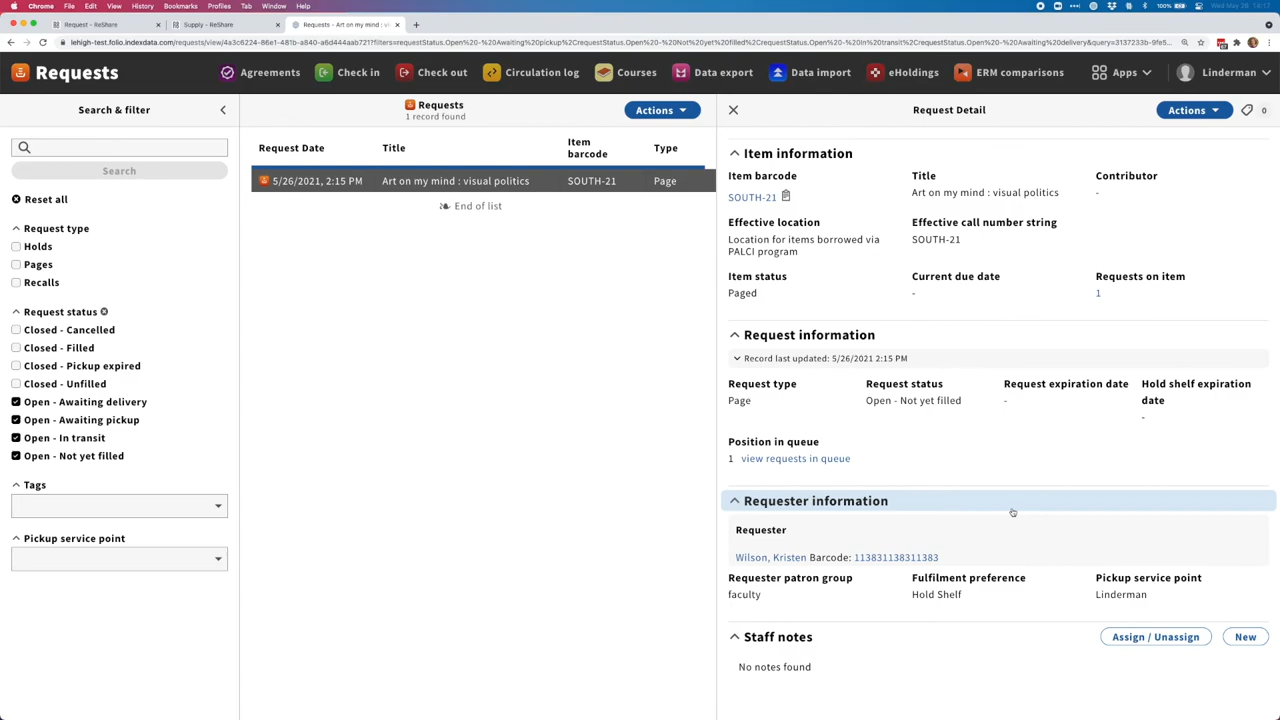 Chrome File Edit View History Bookmarks Profiles Tab Window Help
100% Wed May 26 14:17
Request - ReShare
Supply - ReShare
Requests - Art on my mind : vi
Requests
Agreements
Check in
Check out
Circulation log
Courses
Data export
Data import
eHoldings
ERM comparisons
Apps
Linderman
Search & filter
Search
Reset all
Request type
Holds
Pages
Recalls
Request status
Closed - Cancelled
Closed - Filled
Closed - Pickup expired
Closed - Unfilled
Open - Awaiting delivery
Open - Awaiting pickup
Open - In transit
Open - Not yet filled
Tags
Pickup service point
Requests
1 record found
Actions
Request Date Title Item barcode Type
5/26/2021, 2:15 PM Art on my mind : visual politics SOUTH-21 Page
End of list
Request Detail
Actions
0
Item information
Item barcode Title Contributor
SOUTH-21 Art on my mind : visual politics -
Effective location Effective call number string
Location for items borrowed via PALCI program SOUTH-21
Item status Current due date Requests on item
Paged - 1
Request information
Record last updated: 5/26/2021 2:15 PM
Request type Request status Request expiration date Hold shelf expiration date
Page Open - Not yet filled - -
Position in queue
1 view requests in queue
Requester information
Requester
Wilson, Kristen Barcode: 113831138311383
Requester patron group Fulfilment preference Pickup service point
faculty Hold Shelf Linderman
Staff notes
Assign / Unassign New
No notes found